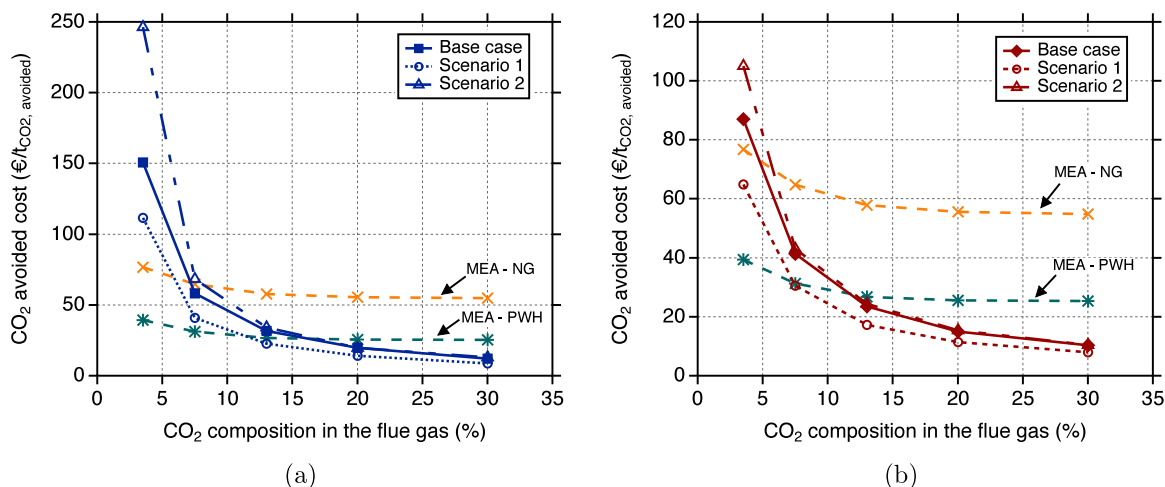 250
200
150
100
50
0
CO2 avoided cost (€/tCO2, avoided)
Base case
Scenario 1
Scenario 2
MEA - NG
MEA - PWH
0 5 10 15 20 25 30 35
CO2 composition in the flue gas (%)
(a)
120
100
80
60
40
20
0
CO2 avoided cost (€/tCO2, avoided)
Base case
Scenario 1
Scenario 2
MEA - NG
MEA - PWH
0 5 10 15 20 25 30 35
CO2 composition in the flue gas (%)
(b)